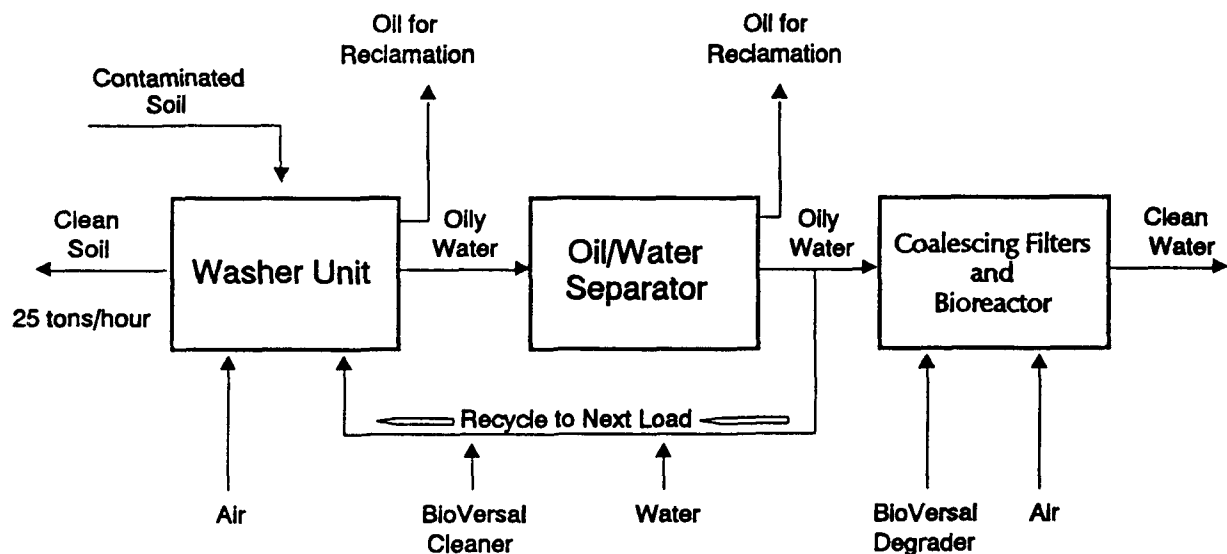 Oil for
Reclamation
Oil for
Reclamation
Contaminated
Soil
Clean
Soil
25 tons/hour
Washer Unit
Oily
Water
Oil/Water
Separator
Oily
Water
Coalescing Filters
and
Bioreactor
Clean
Water
Recycle to Next Load
Air
BioVersal
Cleaner
Water
BioVersal
Degrader
Air